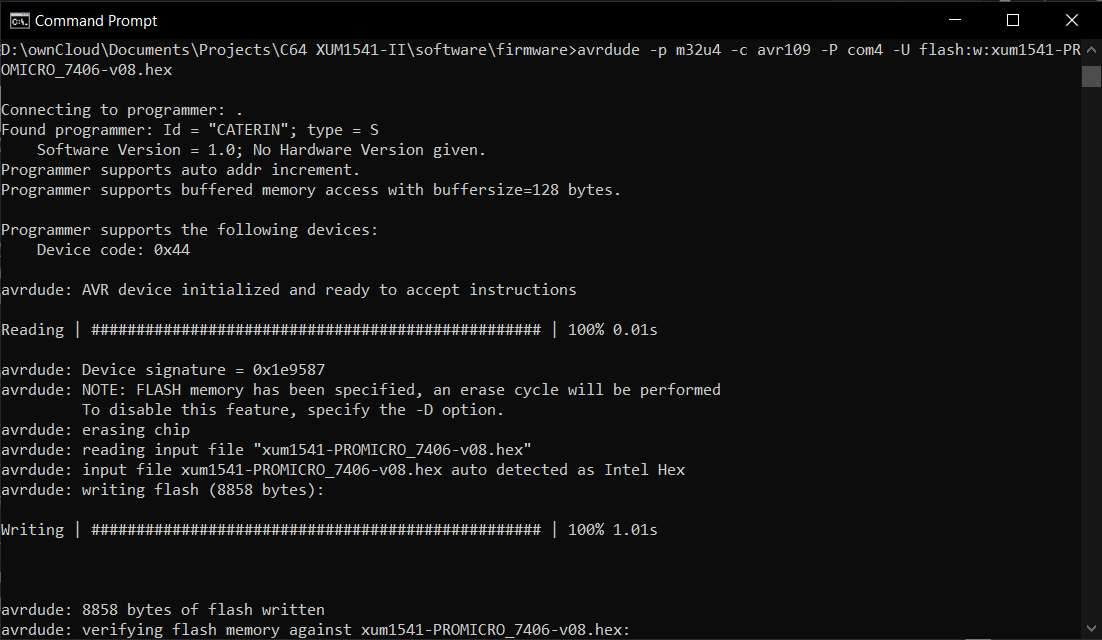 Command Prompt
D:\ownCloud\Documents\Projects\C64 XUM1541-II\software\firmware>avrdude -p m32u4 -c avr109 -P com4 -U flash:w:xum1541-PR
OMICRO_7406-v08.hex
Connecting to programmer: .
Found programmer: Id = "CATERIN"; type = S
    Software Version = 1.0; No Hardware Version given.
Programmer supports auto addr increment.
Programmer supports buffered memory access with buffersize=128 bytes.
Programmer supports the following devices:
    Device code: 0x44
avrdude: AVR device initialized and ready to accept instructions
Reading | ################################################## | 100% 0.01s
avrdude: Device signature = 0x1e9587
avrdude: NOTE: FLASH memory has been specified, an erase cycle will be performed
         To disable this feature, specify the -D option.
avrdude: erasing chip
avrdude: reading input file "xum1541-PROMICRO_7406-v08.hex"
avrdude: input file xum1541-PROMICRO_7406-v08.hex auto detected as Intel Hex
avrdude: writing flash (8858 bytes):
Writing | ################################################## | 100% 1.01s
avrdude: 8858 bytes of flash written
avrdude: verifying flash memory against xum1541-PROMICRO_7406-v08.hex: